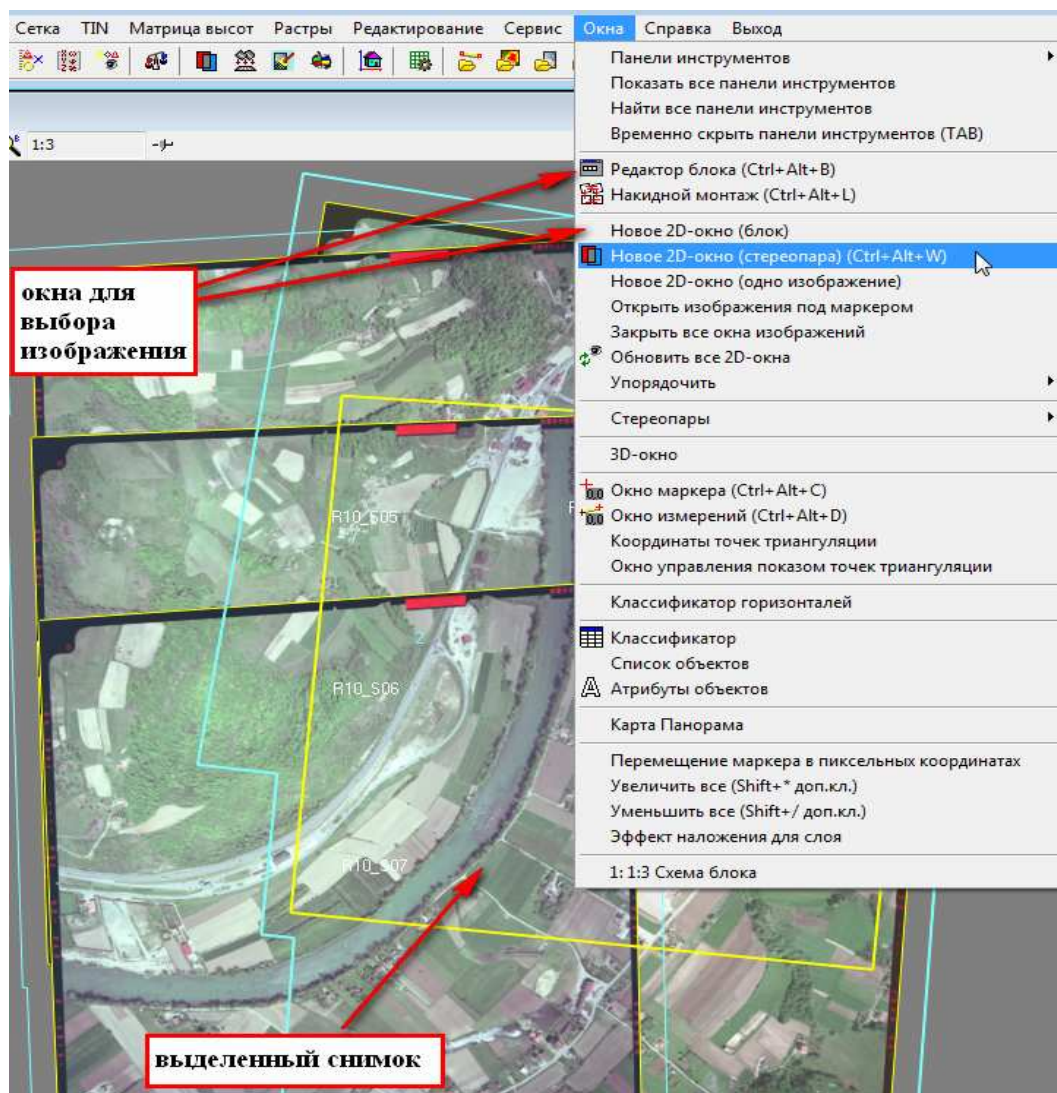 Сетка TIN Матрица высот Растры Редактирование Сервис Окна Справка Выход
1:3
Панели инструментов
Показать все панели инструментов
Найти все панели инструментов
Временно скрыть панели инструментов (TAB)
Редактор блока (Ctrl+Alt+B)
Накидной монтаж (Ctrl+Alt+L)
Новое 2D-окно (блок)
Новое 2D-окно (стереопара) (Ctrl+Alt+W)
Новое 2D-окно (одно изображение)
Открыть изображения под маркером
Закрыть все окна изображений
Обновить все 2D-окна
Упорядочить
Стереопары
3D-окно
Окно маркера (Ctrl+Alt+C)
Окно измерений (Ctrl+Alt+D)
Координаты точек триангуляции
Окно управления показом точек триангуляции
Классификатор горизонталей
Классификатор
Список объектов
Атрибуты объектов
Карта Панорама
Перемещение маркера в пиксельных координатах
Увеличить все (Shift+* доп.кл.)
Уменьшить все (Shift+/ доп.кл.)
Эффект наложения для слоя
1: 1:3 Схема блока
окна для
выбора
изображения
R10_S05
2
R10_S06
R10_S07
выделенный снимок